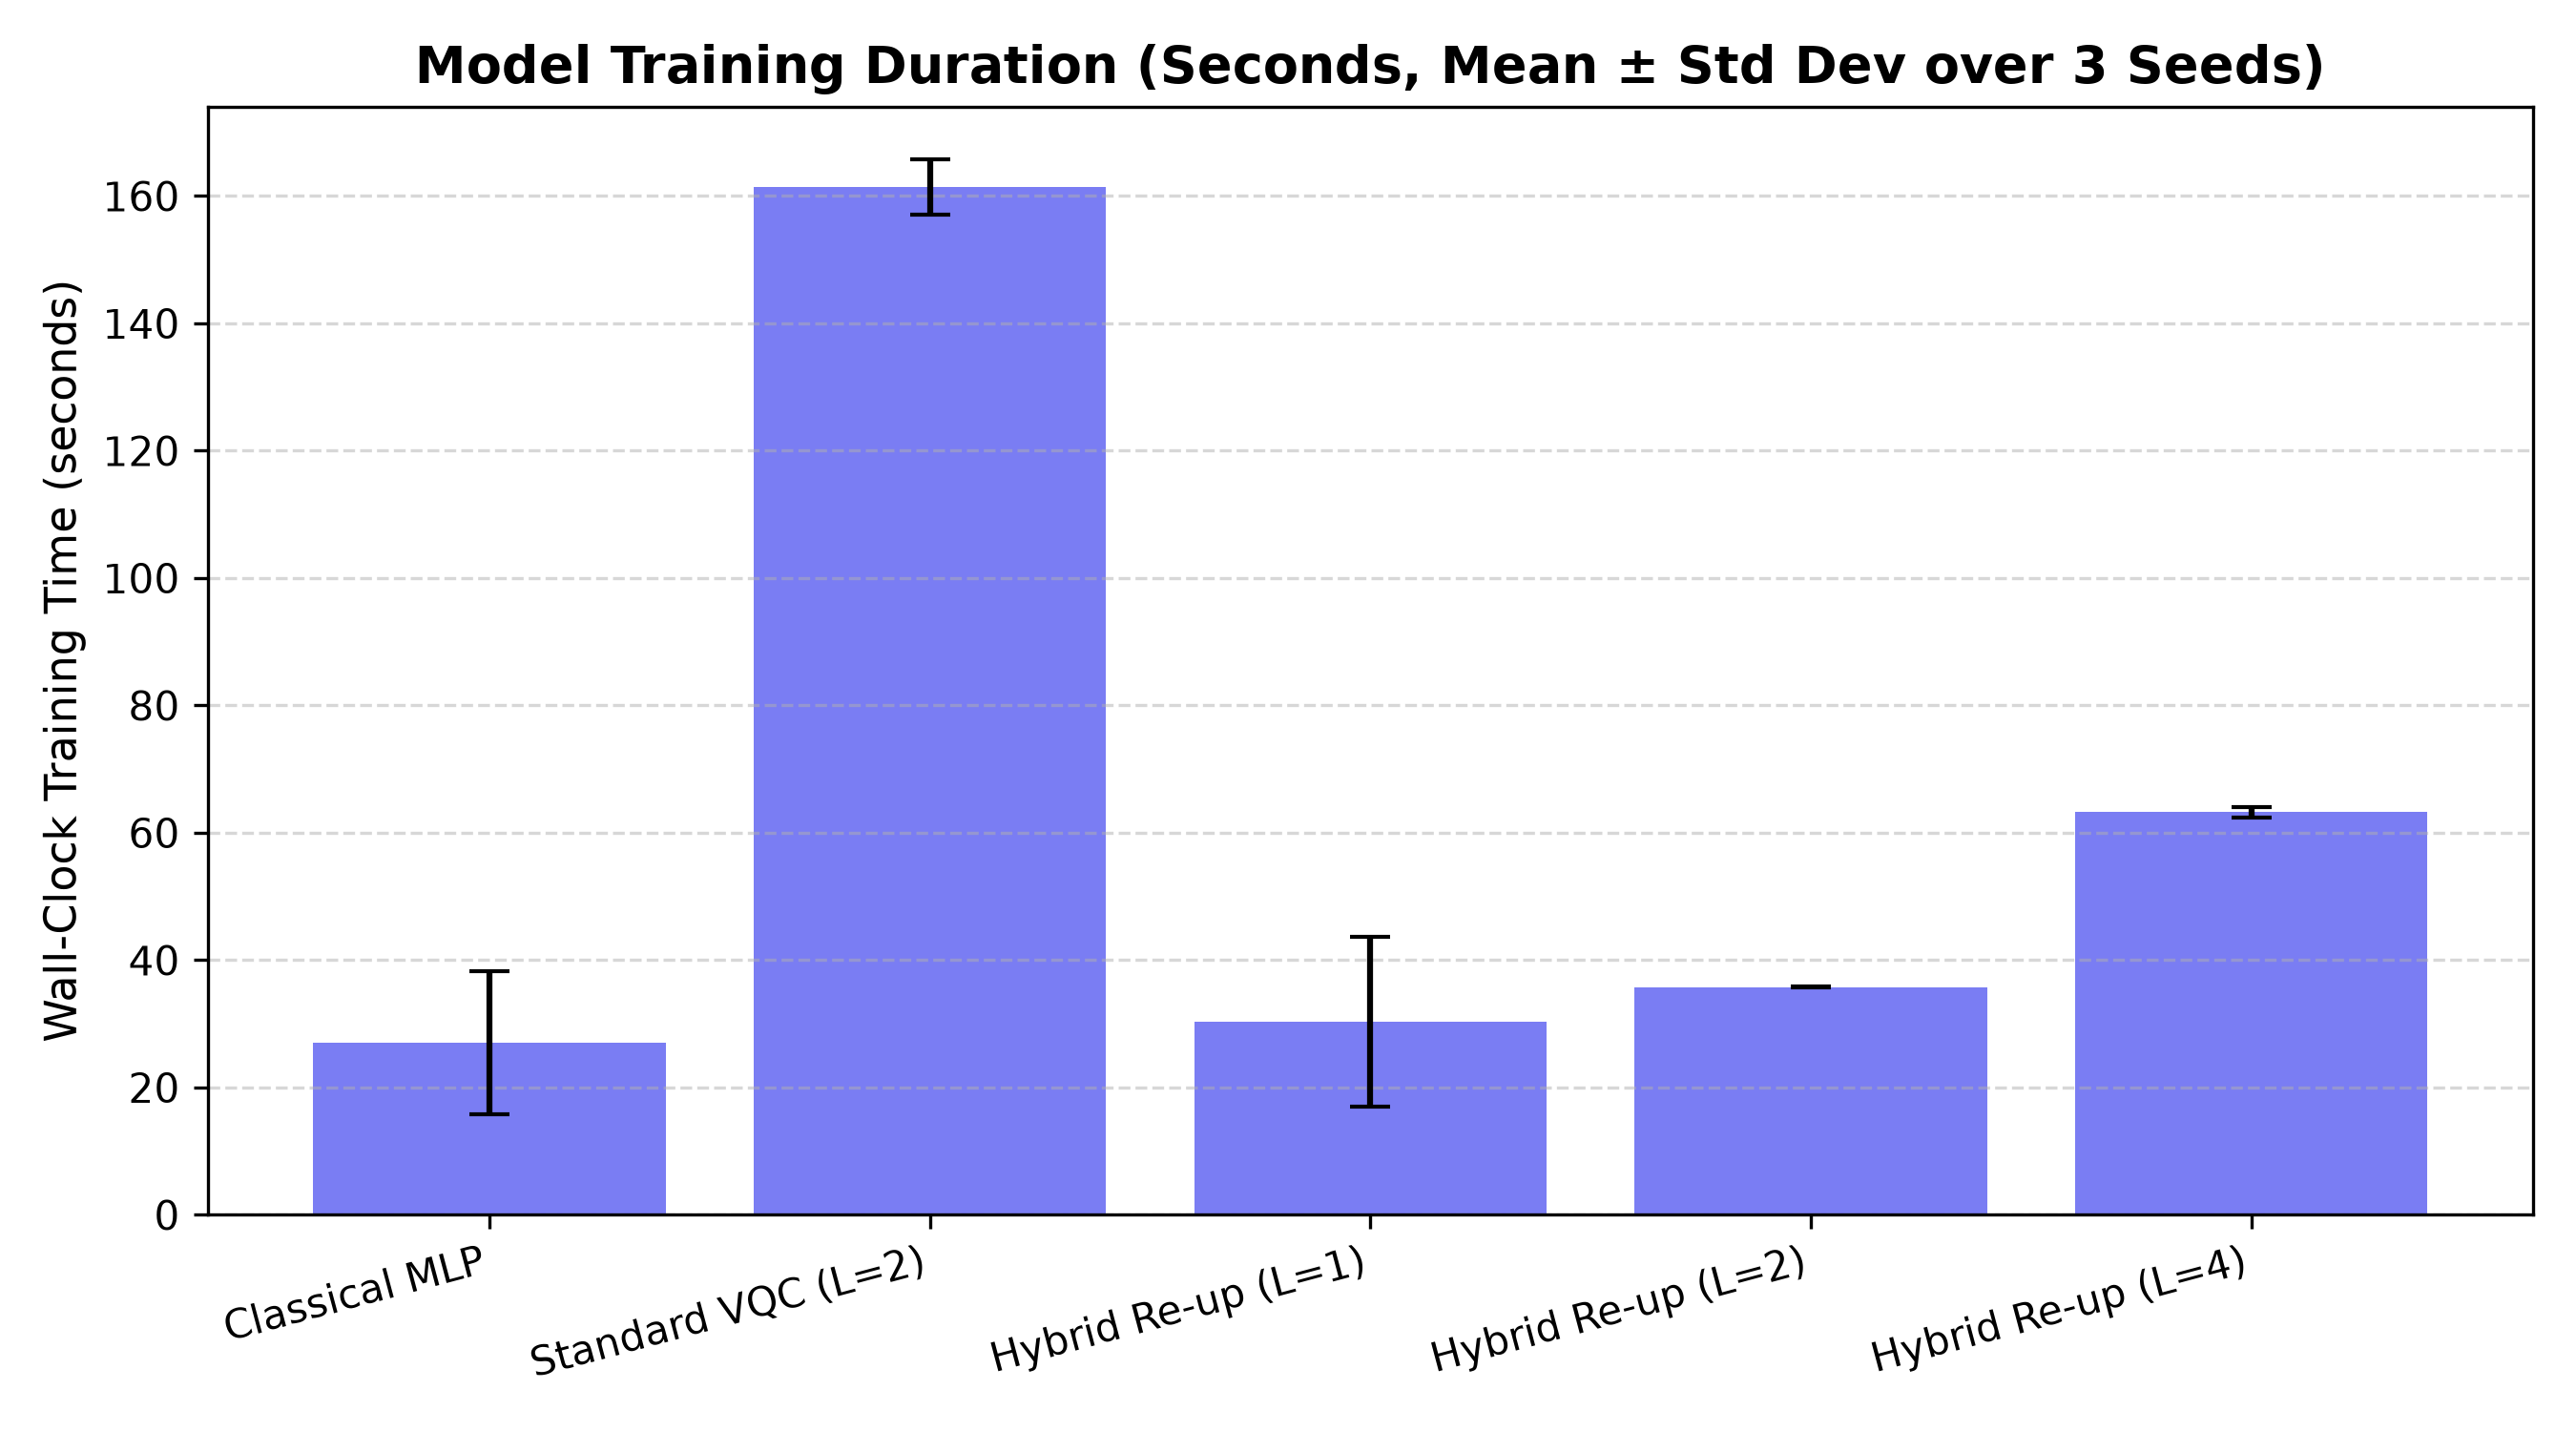 Model Training Duration (Seconds, Mean ± Std Dev over 3 Seeds)
Wall-Clock Training Time (seconds)
160
140
120
100
80
60
40
20
0
Classical MLP
Standard VQC (L=2)
Hybrid Re-up (L=1)
Hybrid Re-up (L=2)
Hybrid Re-up (L=4)